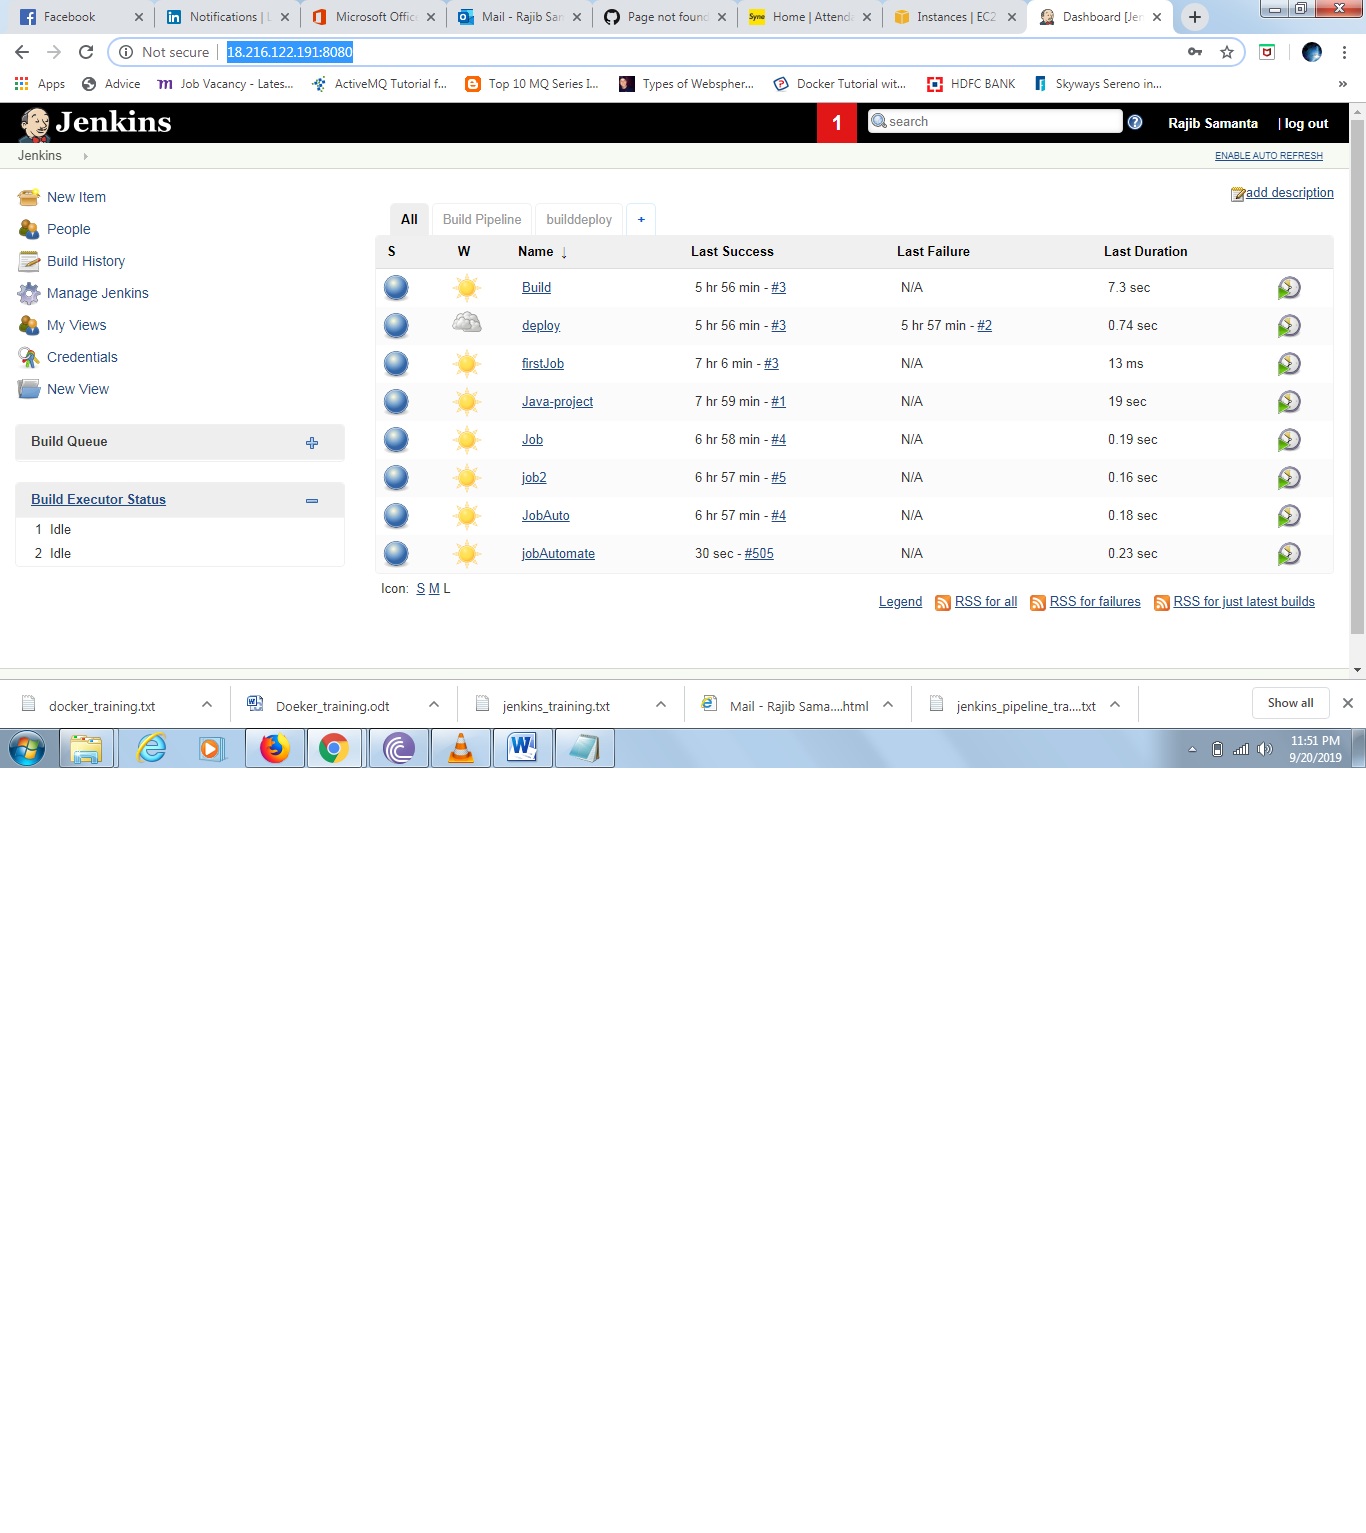 Facebook
Notifications | L
Microsoft Office
Mail - Rajib Sam
Page not found
Home | Attend
Instances | EC2
Dashboard [Jen
Not secure
18.216.122.191:8080
Apps
Advice
Job Vacancy - Lates...
ActiveMQ Tutorial f...
Top 10 MQ Series I...
Types of Webspher...
Docker Turtial wit...
HDFC BANK
Skyways Sereno in...
»
Jenkins
1
search
Rajib Samanta
| log out
Jenkins
ENABLE AUTO REFRESH
New Item
People
Build History
Manage Jenkins
My Views
Credentials
New View
Build Queue
Build Executor Status
1 Idle
2 Idle
add description
All Build Pipeline builddeploy +
S W Name ↓ Last Success Last Failure Last Duration
Build 5 hr 56 min - #3 N/A 7.3 sec
deploy 5 hr 56 min - #3 5 hr 57 min - #2 0.74 sec
firstJob 7 hr 6 min - #3 N/A 13 ms
Java-project 7 hr 59 min - #1 N/A 19 sec
Job 6 hr 58 min - #4 N/A 0.19 sec
job2 6 hr 57 min - #5 N/A 0.16 sec
JobAuto 6 hr 57 min - #4 N/A 0.18 sec
jobAutomate 30 sec - #505 N/A 0.23 sec
Icon: S M L
Legend RSS for all RSS for failures RSS for just latest builds
docker_training.txt
Doeker_training.odt
jenkins_training.txt
Mail - Rajib Sama....html
jenkins_pipeline_tra....txt
Show all
11:51 PM
9/20/2019